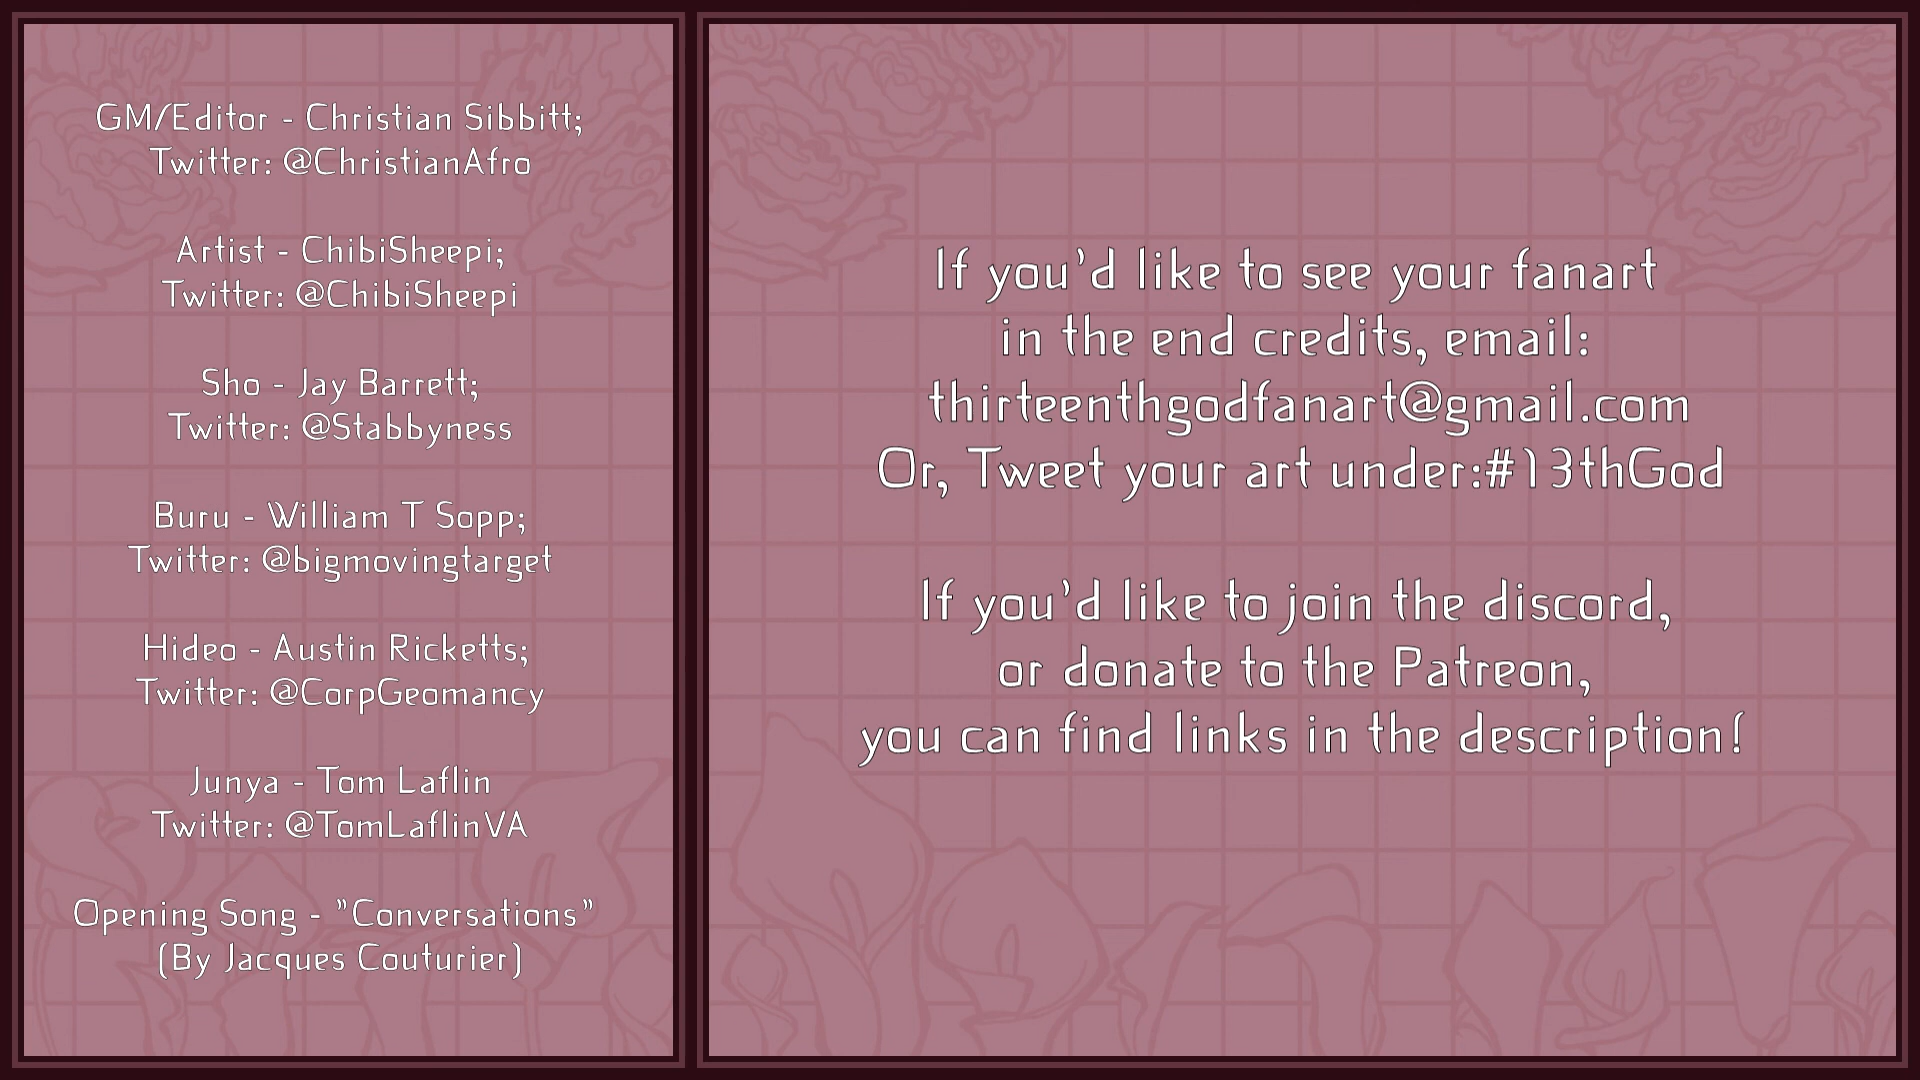 GM/Editor - Christian Sibbitt;
Twitter: @ChristianAfro
Artist - ChibiSheepi;
Twitter: @ChibiSheepi
Sho - Jay Barrett;
Twitter: @Stabbyness
Buru - William T Sopp;
Twitter: @bigmovingtarget
Hideo - Austin Ricketts;
Twitter: @CorpGeomancy
Junya - Tom Laflin
Twitter: @TomLaflinVA
Opening Song - "Conversations"
(By Jacques Couturier)
If you'd like to see your fanart
in the end credits, email:
thirteenthgodfanart@gmail.com
Or, Tweet your art under:#13thGod
If you'd like to join the discord,
or donate to the Patreon,
you can find links in the description!